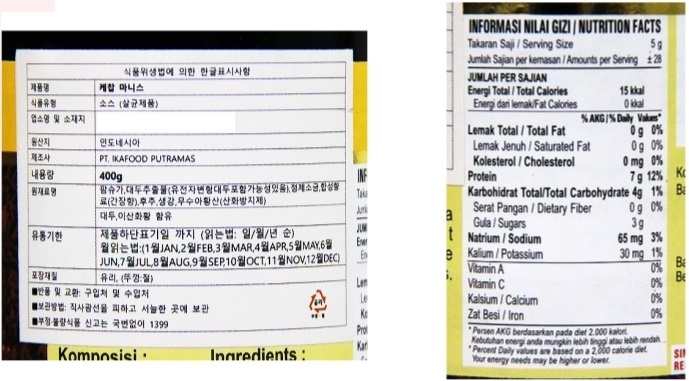 식품위생법에 의한 한글표시사항
제품명 케찹 마니스
식품유형 소스 (살균제품)
업소명 및 소재지
원산지 인도네시아
제조사 PT. IKAFOOD PUTRAMAS
내용량 400g
원재료명 팜슈가,대두추출물(유전자변형대두포함가능성있음),정제소금,합성향
료(간장향),후추,생강,무수아황산(산화방지제)
대두,이산화황 함유
유통기한 제품하단표기일 까지 (읽는법: 일/월/년 순)
월읽는법:(1월JAN,2월FEB,3월MAR,4월APR,5월MAY,6월
JUN,7월JUL,8월AUG,9월SEP,10월OCT,11월NOV,12월DEC)
포장재질 유리, (뚜껑:철)
■반품 및 교환: 구입처 및 수입처
■보관방법: 직사광선을 피하고 서늘한 곳에 보관
■부정·불량식품 신고는 국번없이 1399
유리
Komposisi : Ingredients :
INFORMASI NILAI GIZI / NUTRITION FACTS
Takaran Saji / Serving Size 5 g
Jumlah Sajian per kemasan / Amounts per Serving ± 28
JUMLAH PER SAJIAN
Energi Total / Total Calories 15 kkal
Energi dari lemak/Fat Calories 0 kkal
% AKG / % Daily Values*
Lemak Total / Total Fat 0 g 0%
Lemak Jenuh / Saturated Fat 0 g 0%
Kolesterol / Cholesterol 0 mg 0%
Protein 7 g 12%
Karbohidrat Total/Total Carbohydrate 4g 1%
Serat Pangan / Dietary Fiber 0 g 0%
Gula / Sugars 3 g
Natrium / Sodium 65 mg 3%
Kalium / Potassium 30 mg 1%
Vitamin A 0%
Vitamin C 0%
Kalsium / Calcium 0%
Zat Besi / Iron 0%
* Persen AKG berdasarkan pada diet 2.000 kalori.
Kebutuhan energi anda mungkin lebih tinggi atau lebih rendah.
* Percent Daily values are based on a 2,000 calorie diet.
Your energy needs may be higher or lower.